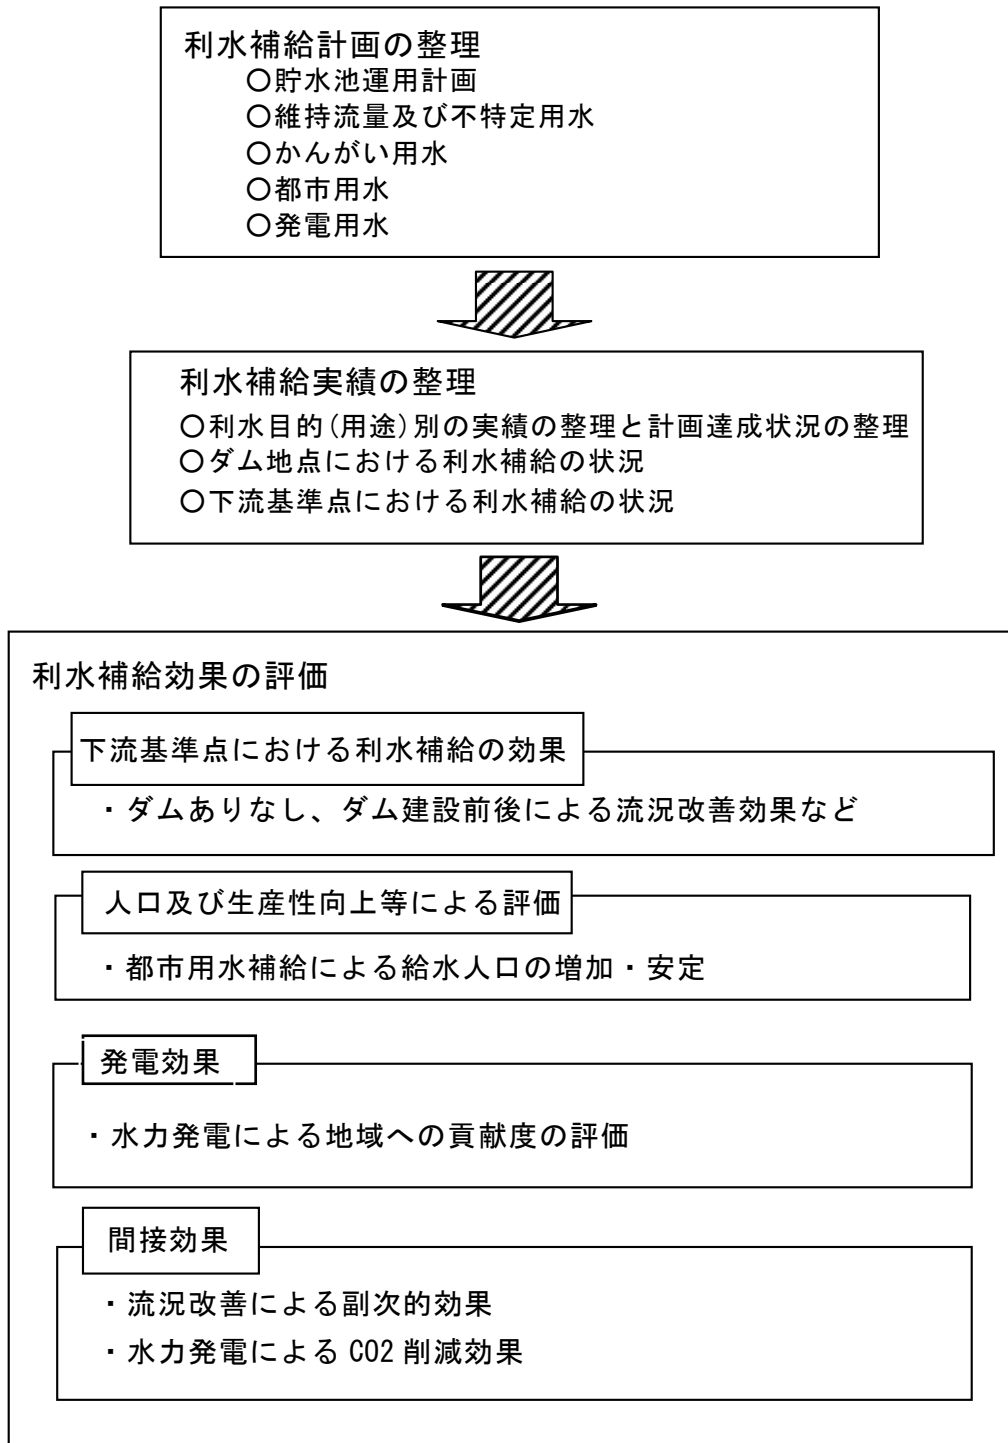 利水補給計画の整理
〇貯水池運用計画
〇維持流量及び不特定用水
〇かんがい用水
〇都市用水
〇発電用水
利水補給実績の整理
〇利水目的(用途)別の実績の整理と計画達成状況の整理
〇ダム地点における利水補給の状況
〇下流基準点における利水補給の状況
利水補給効果の評価
下流基準点における利水補給の効果
・ダムありなし、ダム建設前後による流況改善効果など
人口及び生産性向上等による評価
・都市用水補給による給水人口の増加・安定
発電効果
・水力発電による地域への貢献度の評価
間接効果
・流況改善による副次的効果
・水力発電による CO2 削減効果